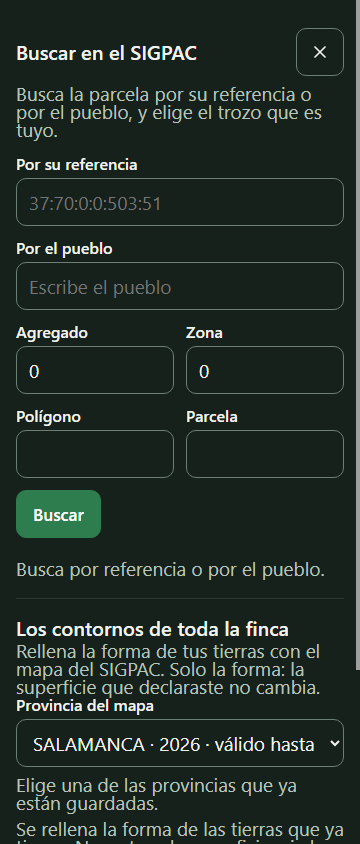 Buscar en el SIGPAC
Busca la parcela por su referencia o
por el pueblo, y elige el trozo que es
tuyo.
Por su referencia
37:70:0:0:503:51
Por el pueblo
Escribe el pueblo
Agregado Zona
0 0
Polígono Parcela
Buscar
Busca por referencia o por el pueblo.
Los contornos de toda la finca
Rellena la forma de tus tierras con el
mapa del SIGPAC. Solo la forma: la
superficie que declaraste no cambia.
Provincia del mapa
SALAMANCA · 2026 · válido hasta
Elige una de las provincias que ya
están guardadas.
Se rellena la forma de las tierras que ya